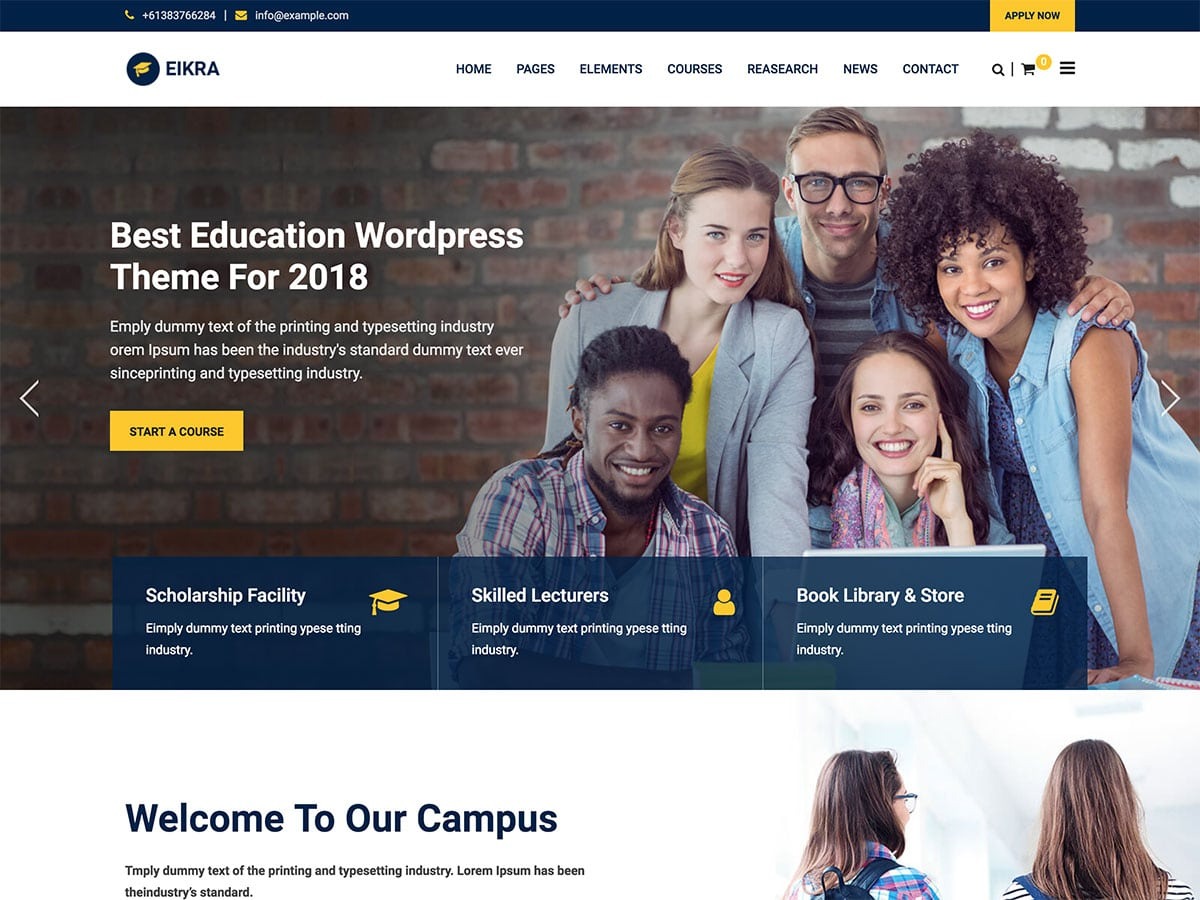 +61383766284 | info@example.com
APPLY NOW
EIKRA
HOME PAGES ELEMENTS COURSES REASEARCH NEWS CONTACT
0
Best Education Wordpress
Theme For 2018
Emply dummy text of the printing and typesetting industry
orem Ipsum has been the industry's standard dummy text ever
sinceprinting and typesetting industry.
START A COURSE
Scholarship Facility
Eimply dummy text printing ypese tting
industry.
Skilled Lecturers
Eimply dummy text printing ypese tting
industry.
Book Library & Store
Eimply dummy text printing ypese tting
industry.
Welcome To Our Campus
Tmply dummy text of the printing and typesetting industry. Lorem Ipsum has been
theindustry’s standard.